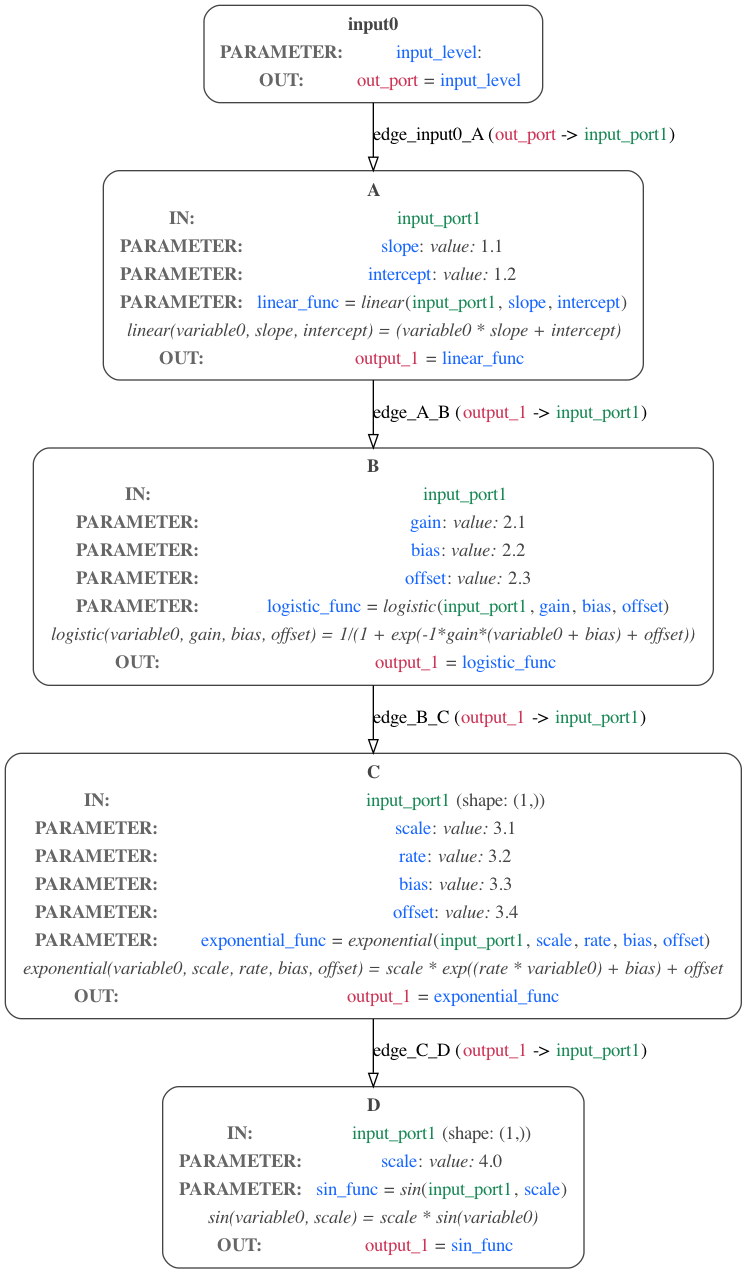 input0
PARAMETER: input_level:
OUT: out_port = input_level
edge_input0_A (out_port -> input_port1)
A
IN: input_port1
PARAMETER: slope: value: 1.1
PARAMETER: intercept: value: 1.2
PARAMETER: linear_func = linear(input_port1, slope, intercept)
linear(variable0, slope, intercept) = (variable0 * slope + intercept)
OUT: output_1 = linear_func
edge_A_B (output_1 -> input_port1)
B
IN: input_port1
PARAMETER: gain: value: 2.1
PARAMETER: bias: value: 2.2
PARAMETER: offset: value: 2.3
PARAMETER: logistic_func = logistic(input_port1, gain, bias, offset)
logistic(variable0, gain, bias, offset) = 1/(1 + exp(-1*gain*(variable0 + bias) + offset))
OUT: output_1 = logistic_func
edge_B_C (output_1 -> input_port1)
C
IN: input_port1 (shape: (1,))
PARAMETER: scale: value: 3.1
PARAMETER: rate: value: 3.2
PARAMETER: bias: value: 3.3
PARAMETER: offset: value: 3.4
PARAMETER: exponential_func = exponential(input_port1, scale, rate, bias, offset)
exponential(variable0, scale, rate, bias, offset) = scale * exp((rate * variable0) + bias) + offset
OUT: output_1 = exponential_func
edge_C_D (output_1 -> input_port1)
D
IN: input_port1 (shape: (1,))
PARAMETER: scale: value: 4.0
PARAMETER: sin_func = sin(input_port1, scale)
sin(variable0, scale) = scale * sin(variable0)
OUT: output_1 = sin_func